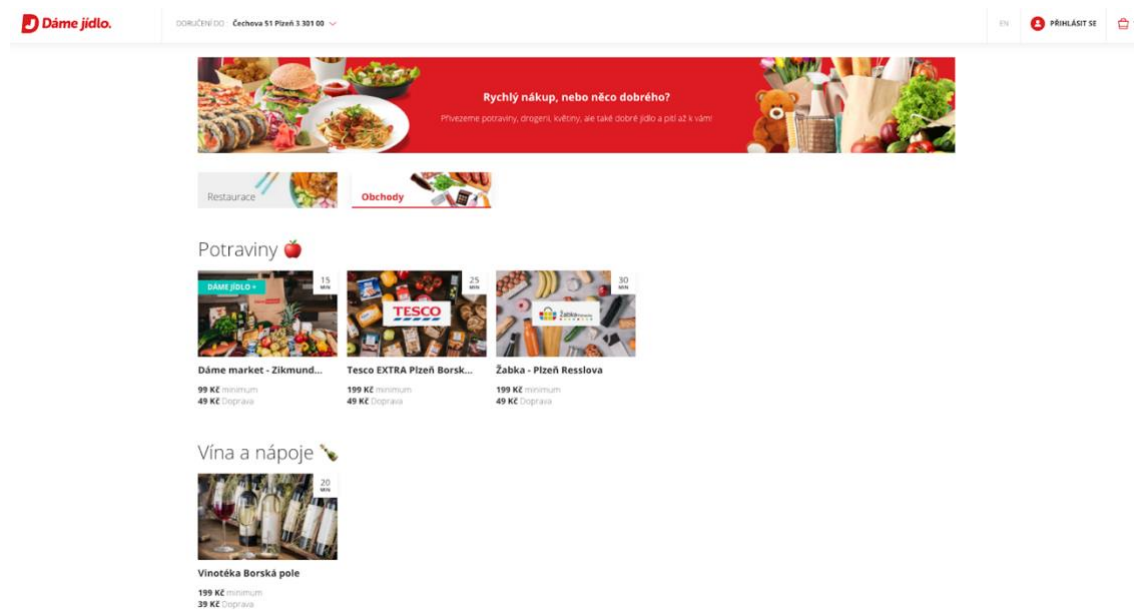 Dáme jídlo.
DORUČENÍ DO: Čechova 51 Plzeň 3 301 00
EN
PŘIHLÁSIT SE
Rychlý nákup, nebo něco dobrého?
Přivezeme potraviny, drogerii, květiny, ale také dobré jídlo a pití až k vám!
Restaurace
Obchody
Potraviny
DÁME JÍDLO +
15
MIN
25
MIN
30
MIN
TESCO
Žabka
Dáme market - Zikmund...
Tesco EXTRA Plzeň Borsk...
Žabka - Plzeň Resslova
99 Kč minimum
199 Kč minimum
199 Kč minimum
49 Kč Doprava
49 Kč Doprava
49 Kč Doprava
Vína a nápoje
20
MIN
Vinotéka Borská pole
199 Kč minimum
39 Kč Doprava